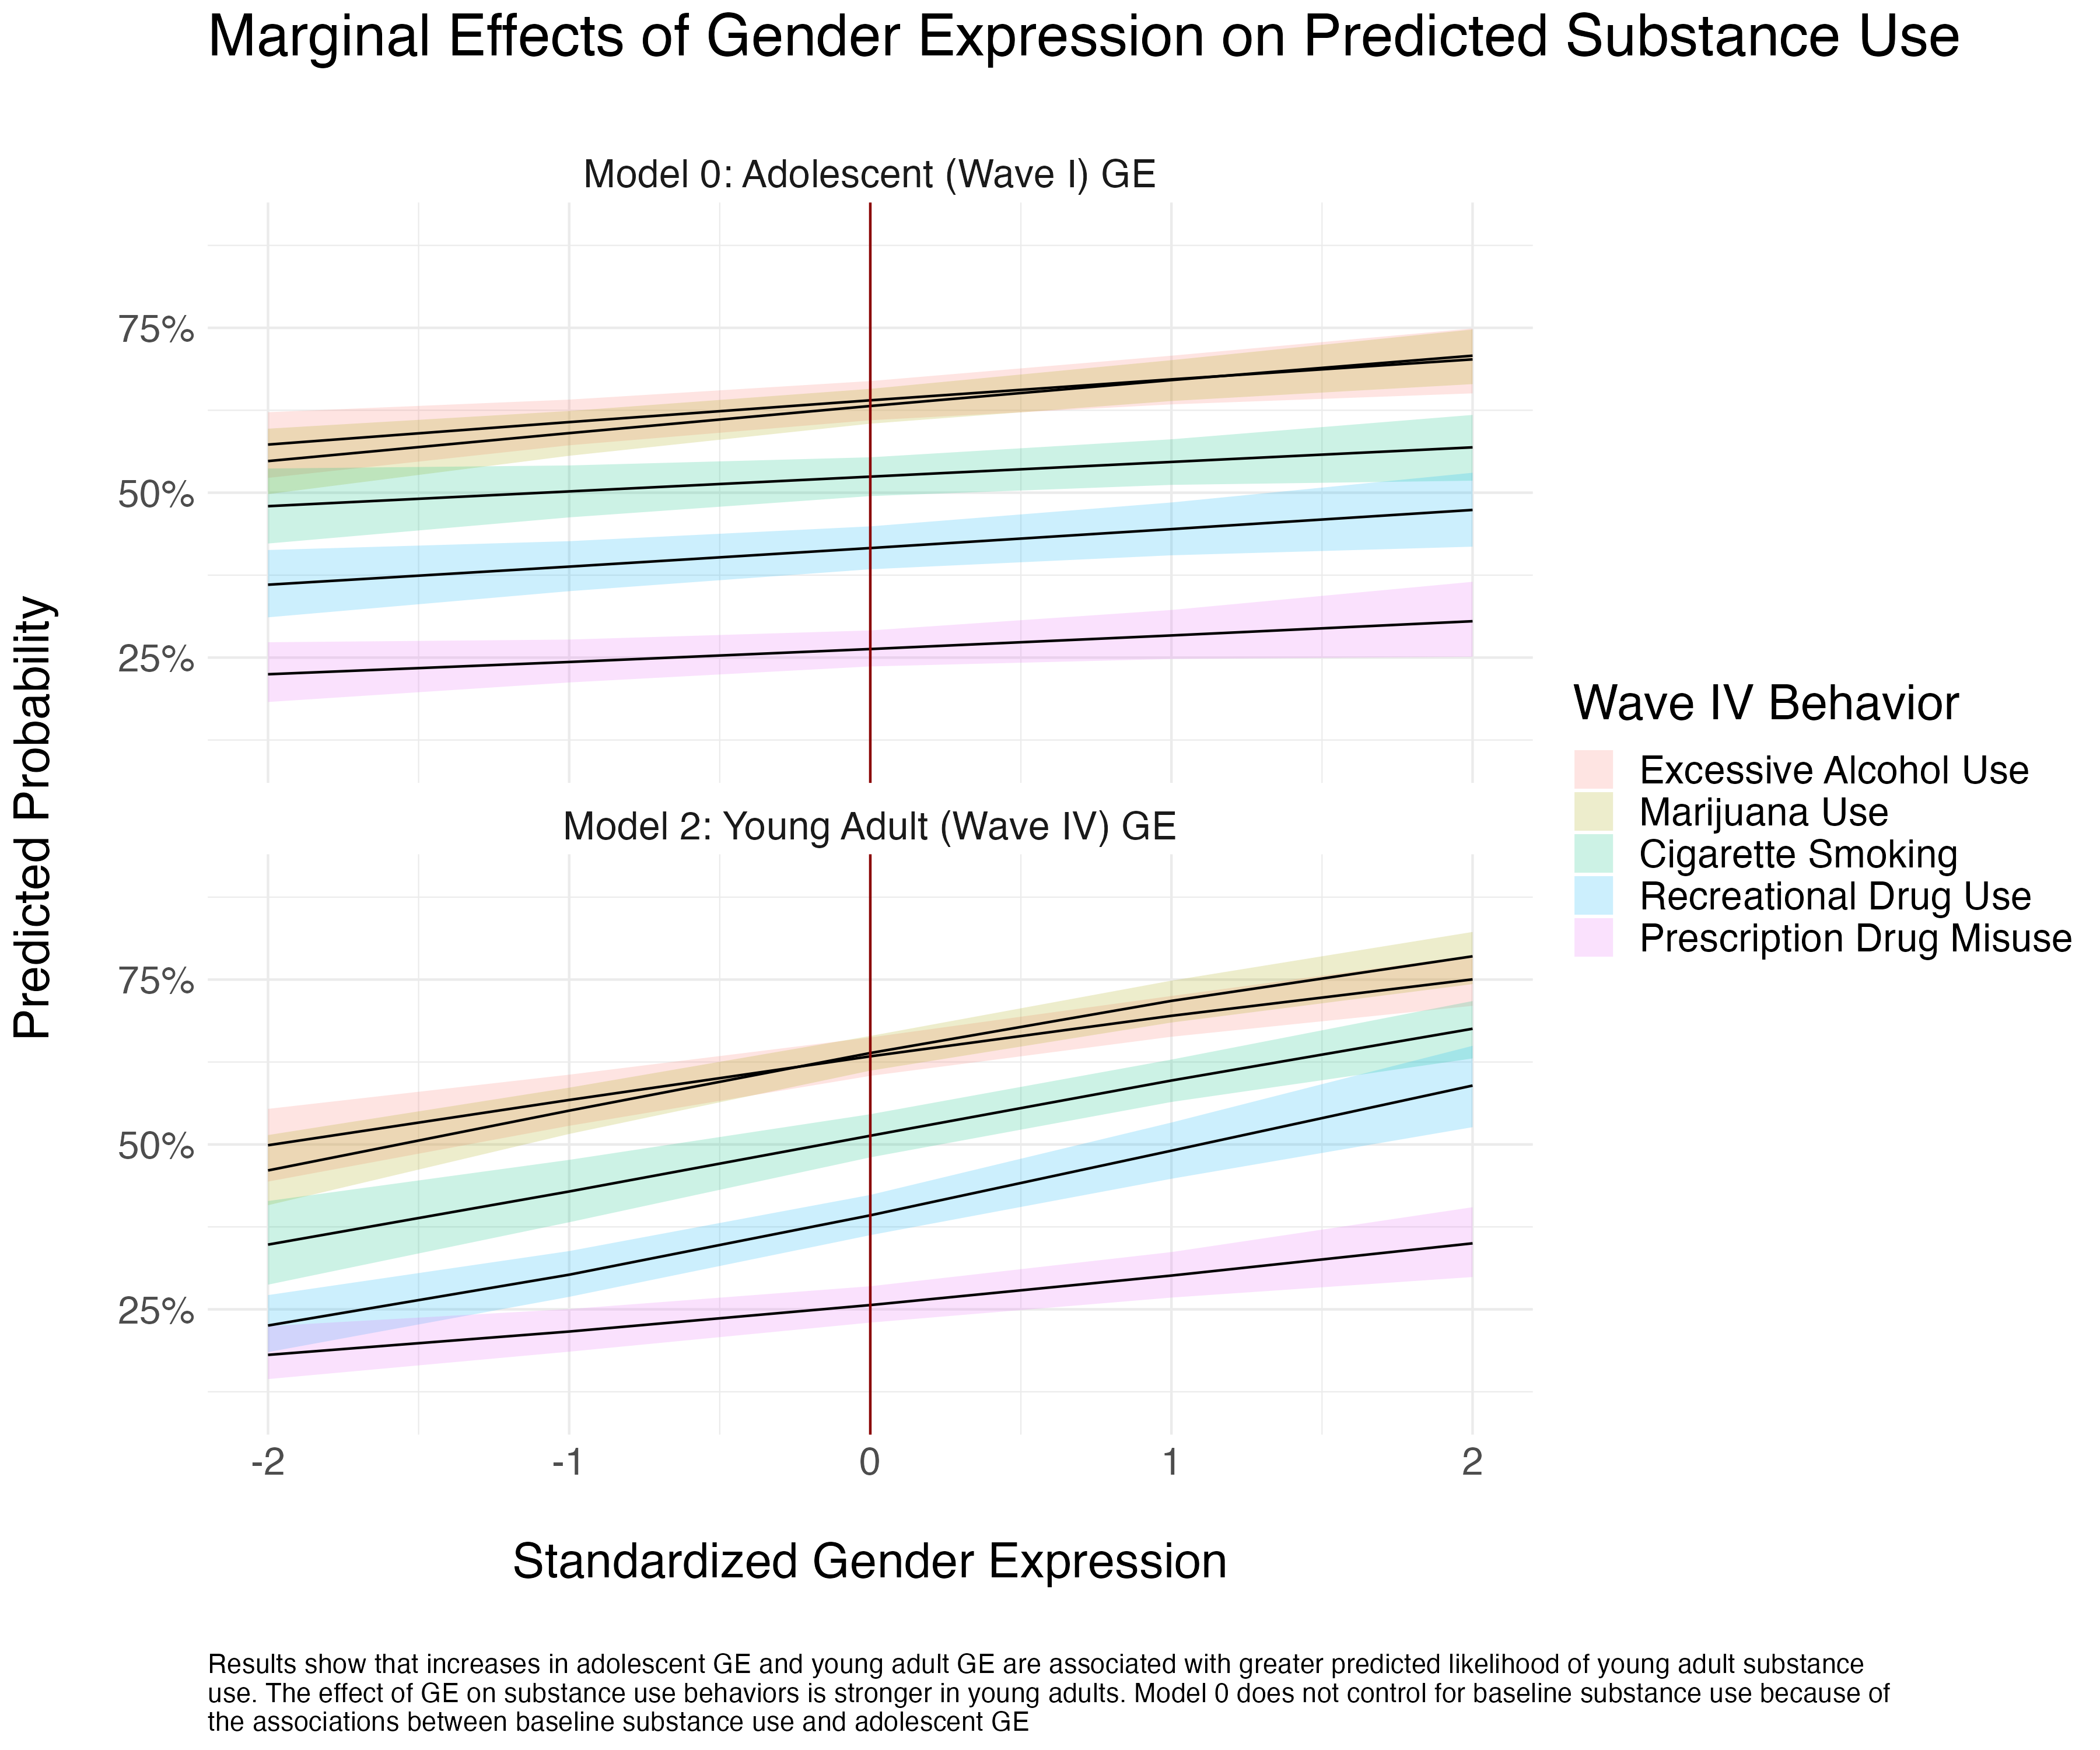 Marginal Effects of Gender Expression on Predicted Substance Use
Model 0: Adolescent (Wave I) GE
75%
50%
25%
Predicted Probability
Model 2: Young Adult (Wave IV) GE
75%
50%
25%
-2
-1
0
1
2
Standardized Gender Expression
Wave IV Behavior
Excessive Alcohol Use
Marijuana Use
Cigarette Smoking
Recreational Drug Use
Prescription Drug Misuse
Results show that increases in adolescent GE and young adult GE are associated with greater predicted likelihood of young adult substance
use. The effect of GE on substance use behaviors is stronger in young adults. Model 0 does not control for baseline substance use because of
the associations between baseline substance use and adolescent GE